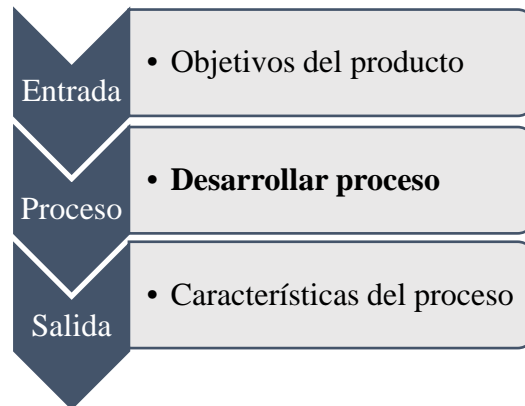 Entrada
• Objetivos del producto
Proceso
• Desarrollar proceso
Salida
• Características del proceso